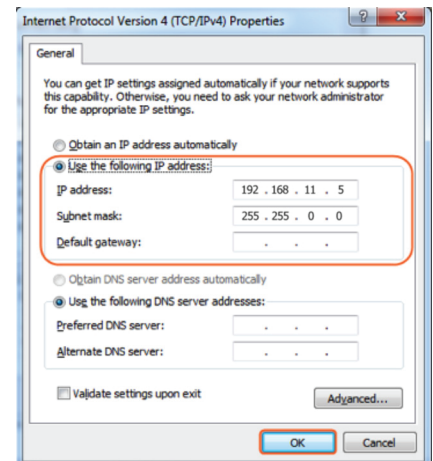 Internet Protocol Version 4 (TCP/IPv4) Properties
General
You can get IP settings assigned automatically if your network supports
this capability. Otherwise, you need to ask your network administrator
for the appropriate IP settings.
Obtain an IP address automatically
Use the following IP address:
IP address: 192 . 168 . 11 . 5
Subnet mask: 255 . 255 . 0 . 0
Default gateway: . . .
Obtain DNS server address automatically
Use the following DNS server addresses:
Preferred DNS server: . . .
Alternate DNS server: . . .
Validate settings upon exit
Advanced...
OK Cancel